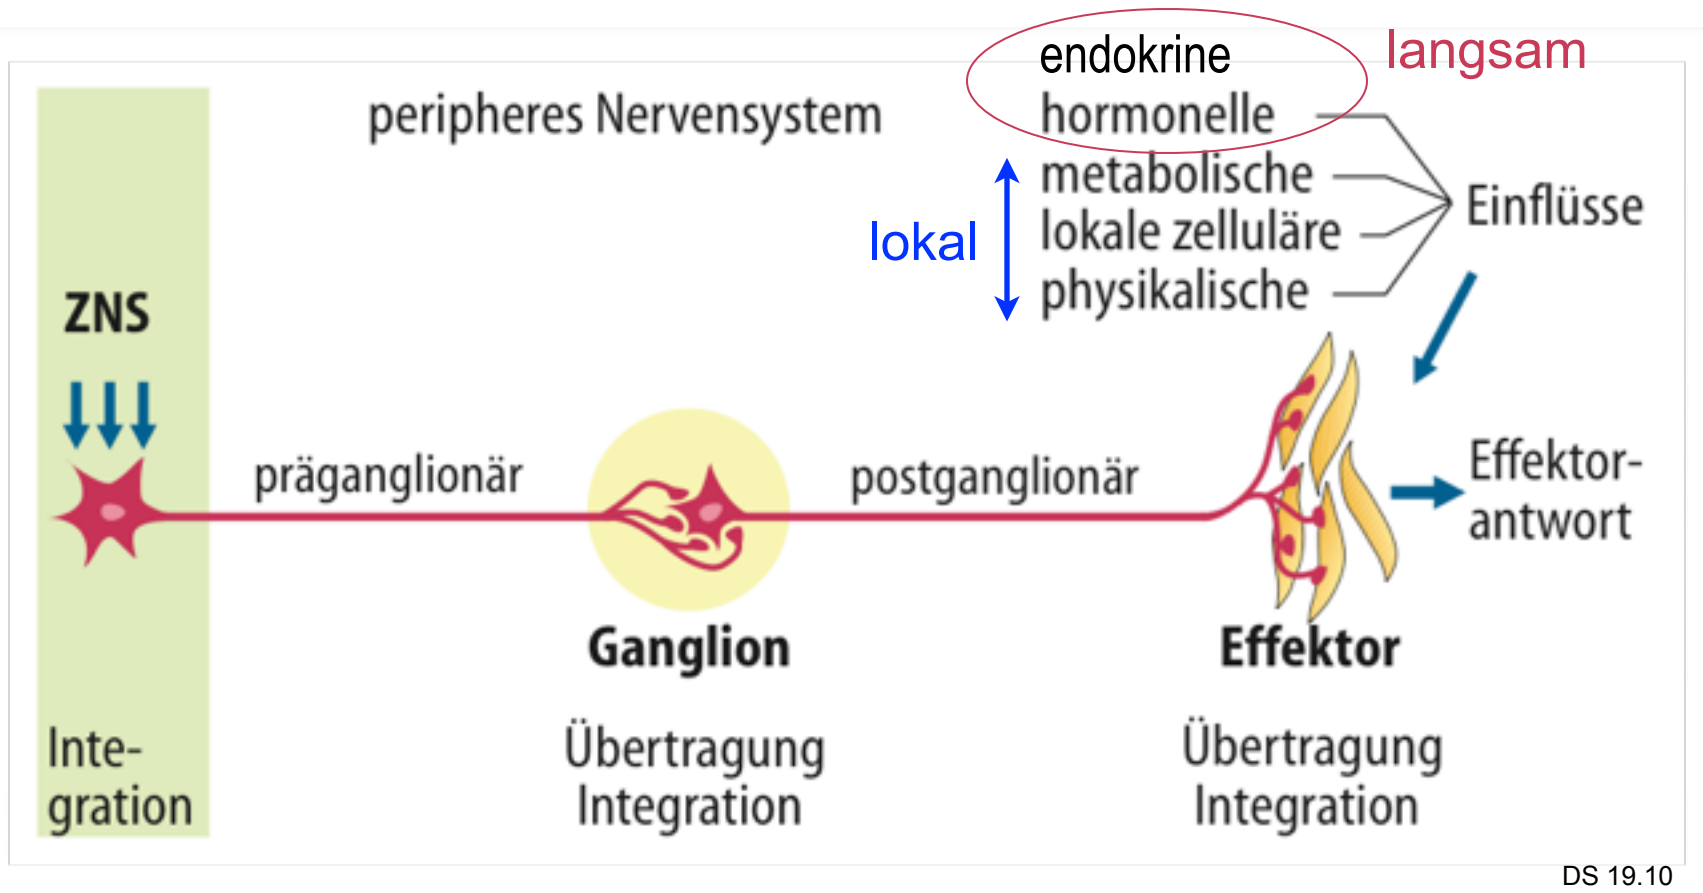 endokrine
langsam
peripheres Nervensystem
hormonelle
metabolische
lokale zelluläre
physikalische
Einflüsse
lokal
ZNS
präganglionär
postganglionär
Effektor-
antwort
Ganglion
Effektor
Inte-
gration
Übertragung
Integration
Übertragung
Integration
DS 19.10